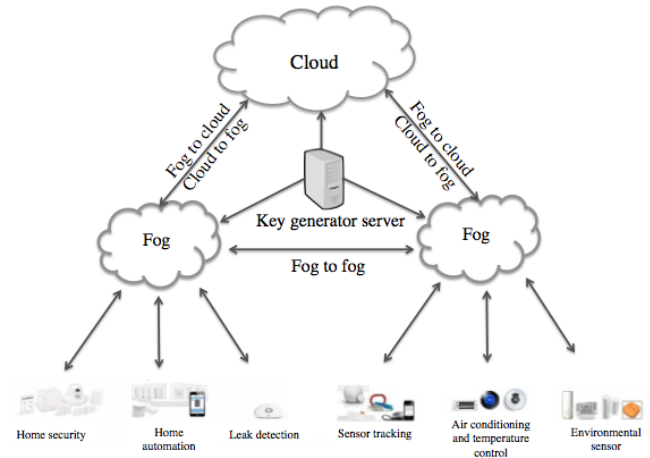 Cloud
Fog to cloud
Cloud to fog
Fog to cloud
Cloud to fog
Key generator server
Fog
Fog
Fog to fog
Home security
Home
automation
Leak detection
Sensor tracking
Air conditioning
and temperature
control
Environmental
sensor